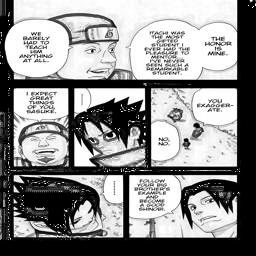 THE
HONOR
IS
MINE.
ITACHI WAS
THE MOST
GIFTED
STUDENT I
EVER HAD THE
PLEASURE TO
MENTOR.
I'VE NEVER
SEEN SUCH A
REMARKABLE
STUDENT.
WE
BARELY
HAD TO
TEACH
HIM
ANYTHING
AT ALL.
YOU
EXAGGER-
ATE.
NO,
NO.
I EXPECT
GREAT
THINGS
OF YOU,
SASUKE.
FOLLOW
YOUR BIG
BROTHER'S
EXAMPLE
AND
BECOME
A GOOD
SHINOBI.